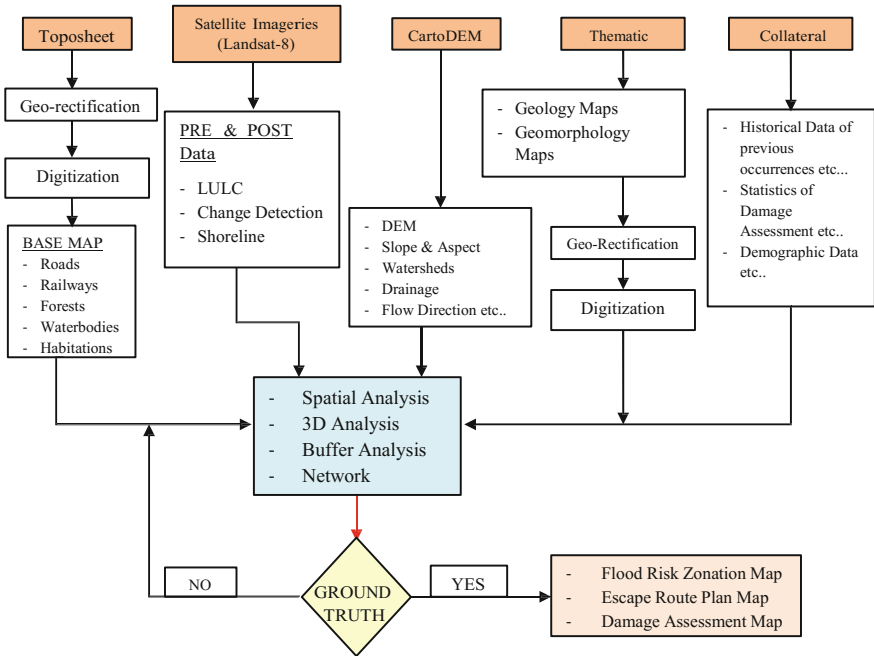 Toposheet
Satellite Imageries
(Landsat-8)
CartoDEM
Thematic
Collateral
Geo-rectification
Digitization
BASE MAP
- Roads
- Railways
- Forests
- Waterbodies
- Habitations
PRE & POST
Data
- LULC
- Change Detection
- Shoreline
- DEM
- Slope & Aspect
- Watersheds
- Drainage
- Flow Direction etc..
- Geology Maps
- Geomorphology
Maps
Geo-Rectification
Digitization
- Historical Data of
previous
occurrences etc...
- Statistics of
Damage
Assessment etc..
- Demographic Data
etc..
- Spatial Analysis
- 3D Analysis
- Buffer Analysis
- Network
NO
GROUND
TRUTH
YES
- Flood Risk Zonation Map
- Escape Route Plan Map
- Damage Assessment Map